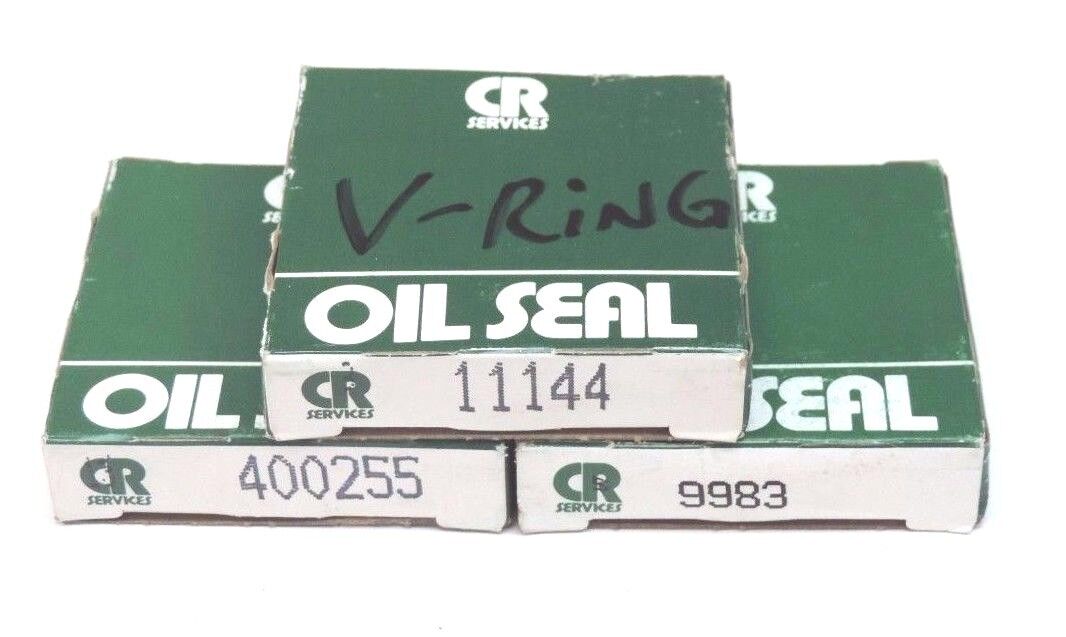 CR
SERVICES
V-RiNG
OIL SEAL
CR
SERVICES
11144
OIL
CR
SERVICES
400255
R
SEAL
CR
SERVICES
9983